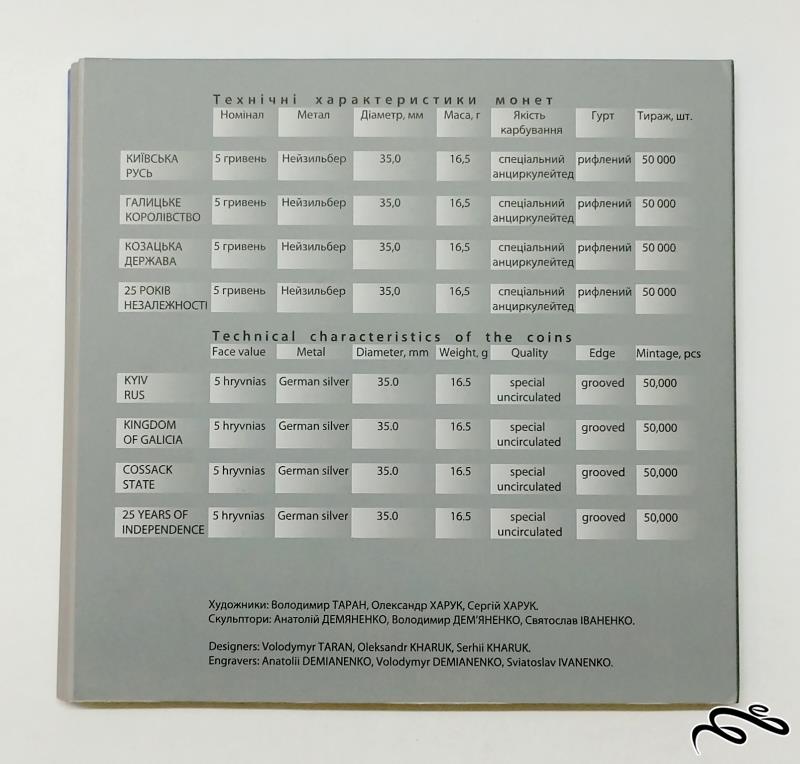 Технічні характеристики монет
Номінал Метал Діаметр, мм Маса, г Якість карбування Гурт Тираж, шт.
КИЇВСЬКА РУСЬ 5 гривень Нейзильбер 35,0 16,5 спеціальний анциркулейтед рифлений 50 000
ГАЛИЦЬКЕ КОРОЛІВСТВО 5 гривень Нейзильбер 35,0 16,5 спеціальний анциркулейтед рифлений 50 000
КОЗАЦЬКА ДЕРЖАВА 5 гривень Нейзильбер 35,0 16,5 спеціальний анциркулейтед рифлений 50 000
25 РОКІВ НЕЗАЛЕЖНОСТІ 5 гривень Нейзильбер 35,0 16,5 спеціальний анциркулейтед рифлений 50 000
Technical characteristics of the coins
Face value Metal Diameter, mm Weight, g Quality Edge Mintage, pcs
KYIV RUS 5 hryvnias German silver 35.0 16.5 special uncirculated grooved 50,000
KINGDOM OF GALICIA 5 hryvnias German silver 35.0 16.5 special uncirculated grooved 50,000
COSSACK STATE 5 hryvnias German silver 35.0 16.5 special uncirculated grooved 50,000
25 YEARS OF INDEPENDENCE 5 hryvnias German silver 35.0 16.5 special uncirculated grooved 50,000
Художники: Володимир ТАРАН, Олександр ХАРУК, Сергій ХАРУК.
Скульптори: Анатолій ДЕМЯНЕНКО, Володимир ДЕМ'ЯНЕНКО, Святослав ІВАНЕНКО.
Designers: Volodymyr TARAN, Oleksandr KHARUK, Serhii KHARUK.
Engravers: Anatolii DEMIANENKO, Volodymyr DEMIANENKO, Sviatoslav IVANENKO.